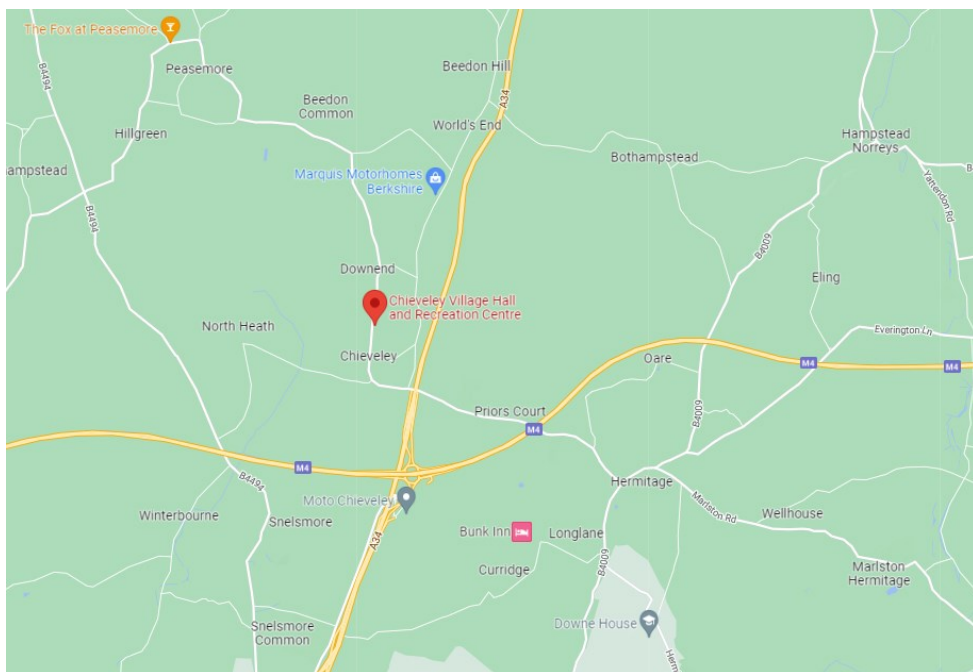 The Fox at Peasemore
Peasemore
Beedon Hill
B4494
B4494
Beedon
Common
A34
World's End
Hillgreen
Hampstead
Norreys
Bothampstead
ampstead
Marquis Motorhomes
Berkshire
Yattendon Rd
B4494
B4009
Downend
Eling
Chieveley Village Hall
and Recreation Centre
North Heath
Everington Ln
Chieveley
Oare
M4
M4
Priors Court
B4009
M4
M4
B4494
Hermitage
Moto Chieveley
Marlston Rd
Winterbourne
Snelsmore
Wellhouse
A34
Bunk Inn
Longlane
Curridge
B4009
Marlston
Hermitage
Snelsmore
Common
Downe House